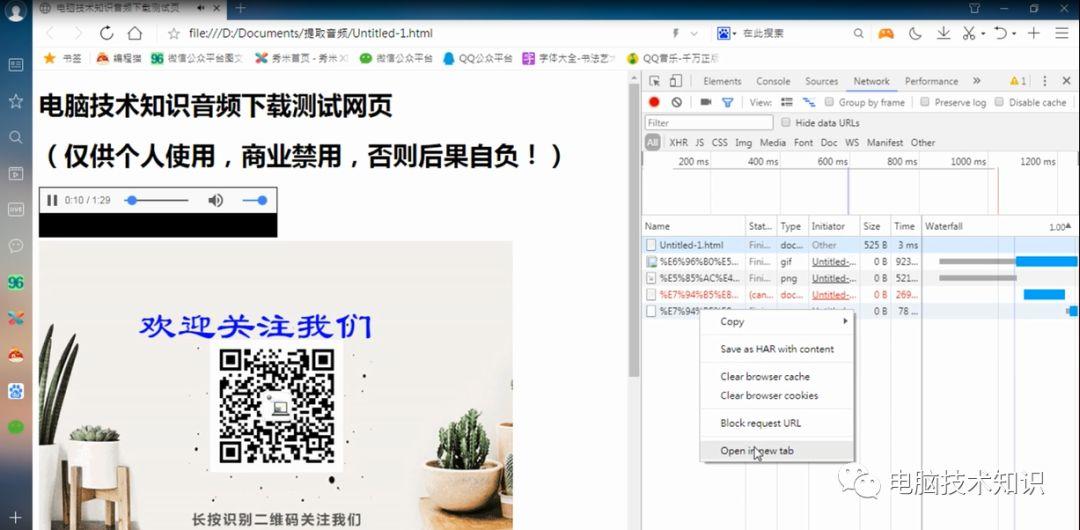 电脑技术知识音频下载测试页
file:///D:/Documents/提取音频/Untitled-1.html
在此搜索
书签 编程猫 96 微信公众平台图文 秀米首页 - 秀米X 微信公众平台 QQ公众平台 字体大全-书法艺 QQ音乐-千万正
电脑技术知识音频下载测试网页
（仅供个人使用，商业禁用，否则后果自负！）
0:10 / 1:29
欢迎关注我们
长按识别二维码关注我们
LIVE
96
Elements Console Sources Network Performance » 1
View: Group by frame Preserve log Disable cache
Filter Hide data URLs
All XHR JS CSS Img Media Font Doc WS Manifest Other
200 ms 400 ms 600 ms 800 ms 1000 ms 1200 ms
Name Stat... Type Initiator Size Time Waterfall 1.00
Untitled-1.html Fini... doc... Other 525 B 3 ms
%E6%96%B0%E5... Fini... gif Untitled-... 0 B 923...
%E5%85%AC%E4... Fini... png Untitled-... 0 B 521...
%E7%94%B5%E8... (can... doc... Untitled-... 0 B 269...
0 B 78 ...
Copy
Save as HAR with content
Clear browser cache
Clear browser cookies
Block request URL
Open in new tab
电脑技术知识